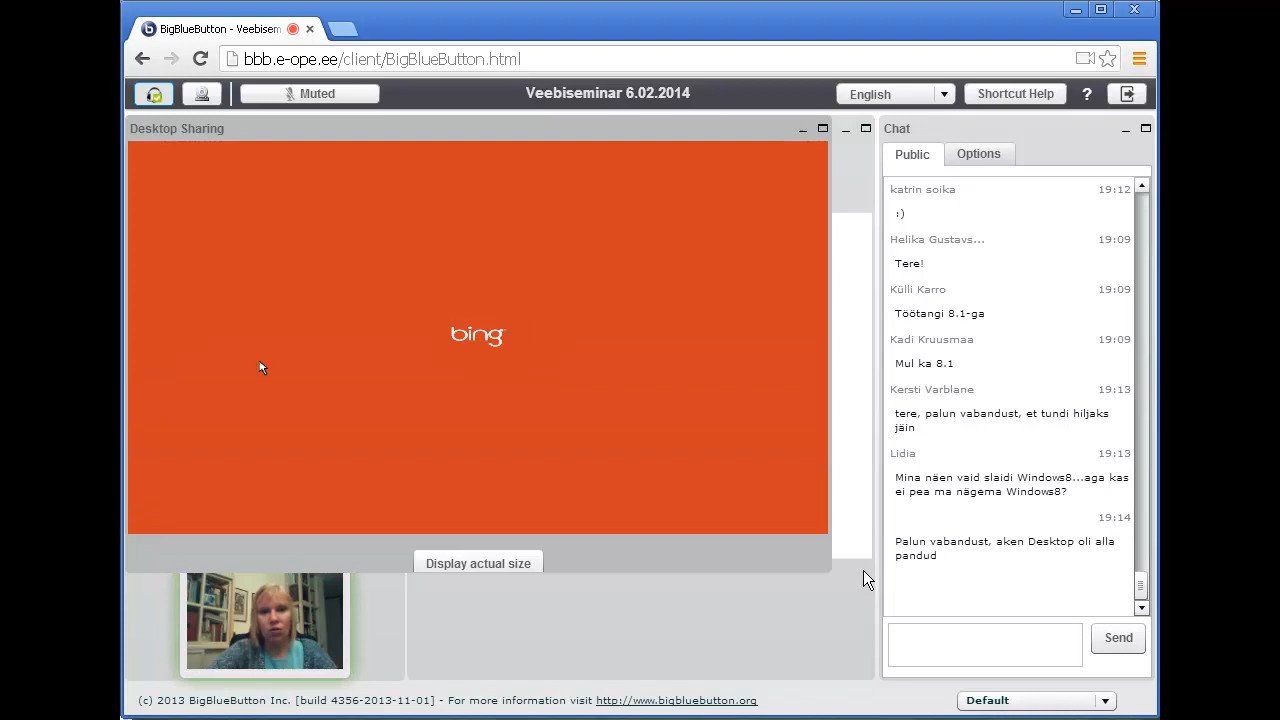 BigBlueButton - Veebisem
bbb.e-ope.ee/client/BigBlueButton.html
Muted
Veebiseminar 6.02.2014
English
Shortcut Help
?
Desktop Sharing
bing
Display actual size
Chat
Public
Options
katrin soika 19:12
:)
Helika Gustavs... 19:09
Tere!
Külli Karro 19:09
Töötangi 8.1-ga
Kadi Kruusmaa 19:09
Mul ka 8.1
Kersti Varblane 19:13
tere, palun vabandust, et tundi hiljaks
jäin
Lidia 19:13
Mina näen vaid slaidi Windows8...aga kas
ei pea ma nägema Windows8?
19:14
Palun vabandust, aken Desktop oli alla
pandud
Send
(c) 2013 BigBlueButton Inc. [build 4356-2013-11-01] - For more information visit http://www.bigbluebutton.org
Default